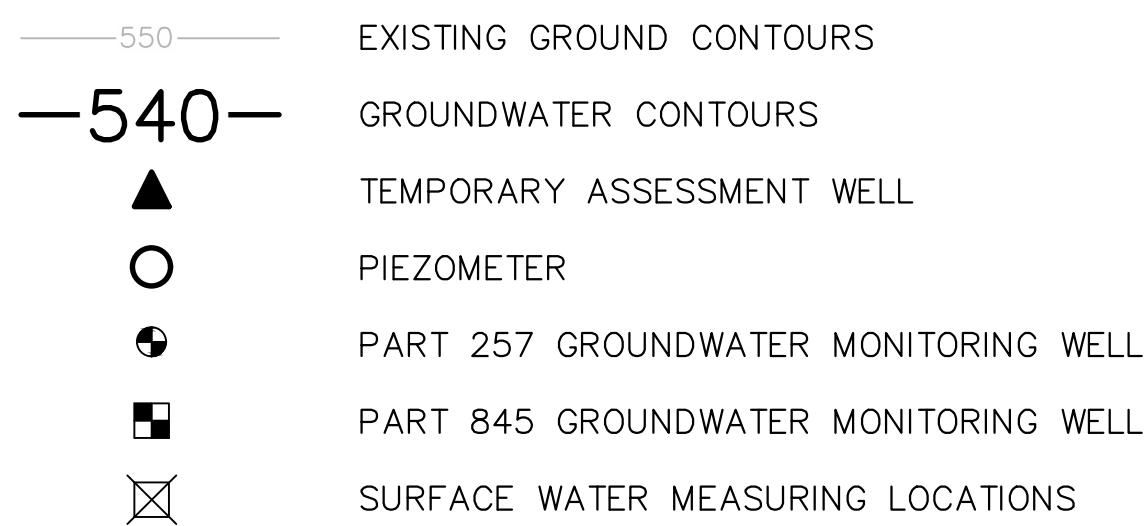 550 EXISTING GROUND CONTOURS
540 GROUNDWATER CONTOURS
TEMPORARY ASSESSMENT WELL
PIEZOMETER
PART 257 GROUNDWATER MONITORING WELL
PART 845 GROUNDWATER MONITORING WELL
SURFACE WATER MEASURING LOCATIONS